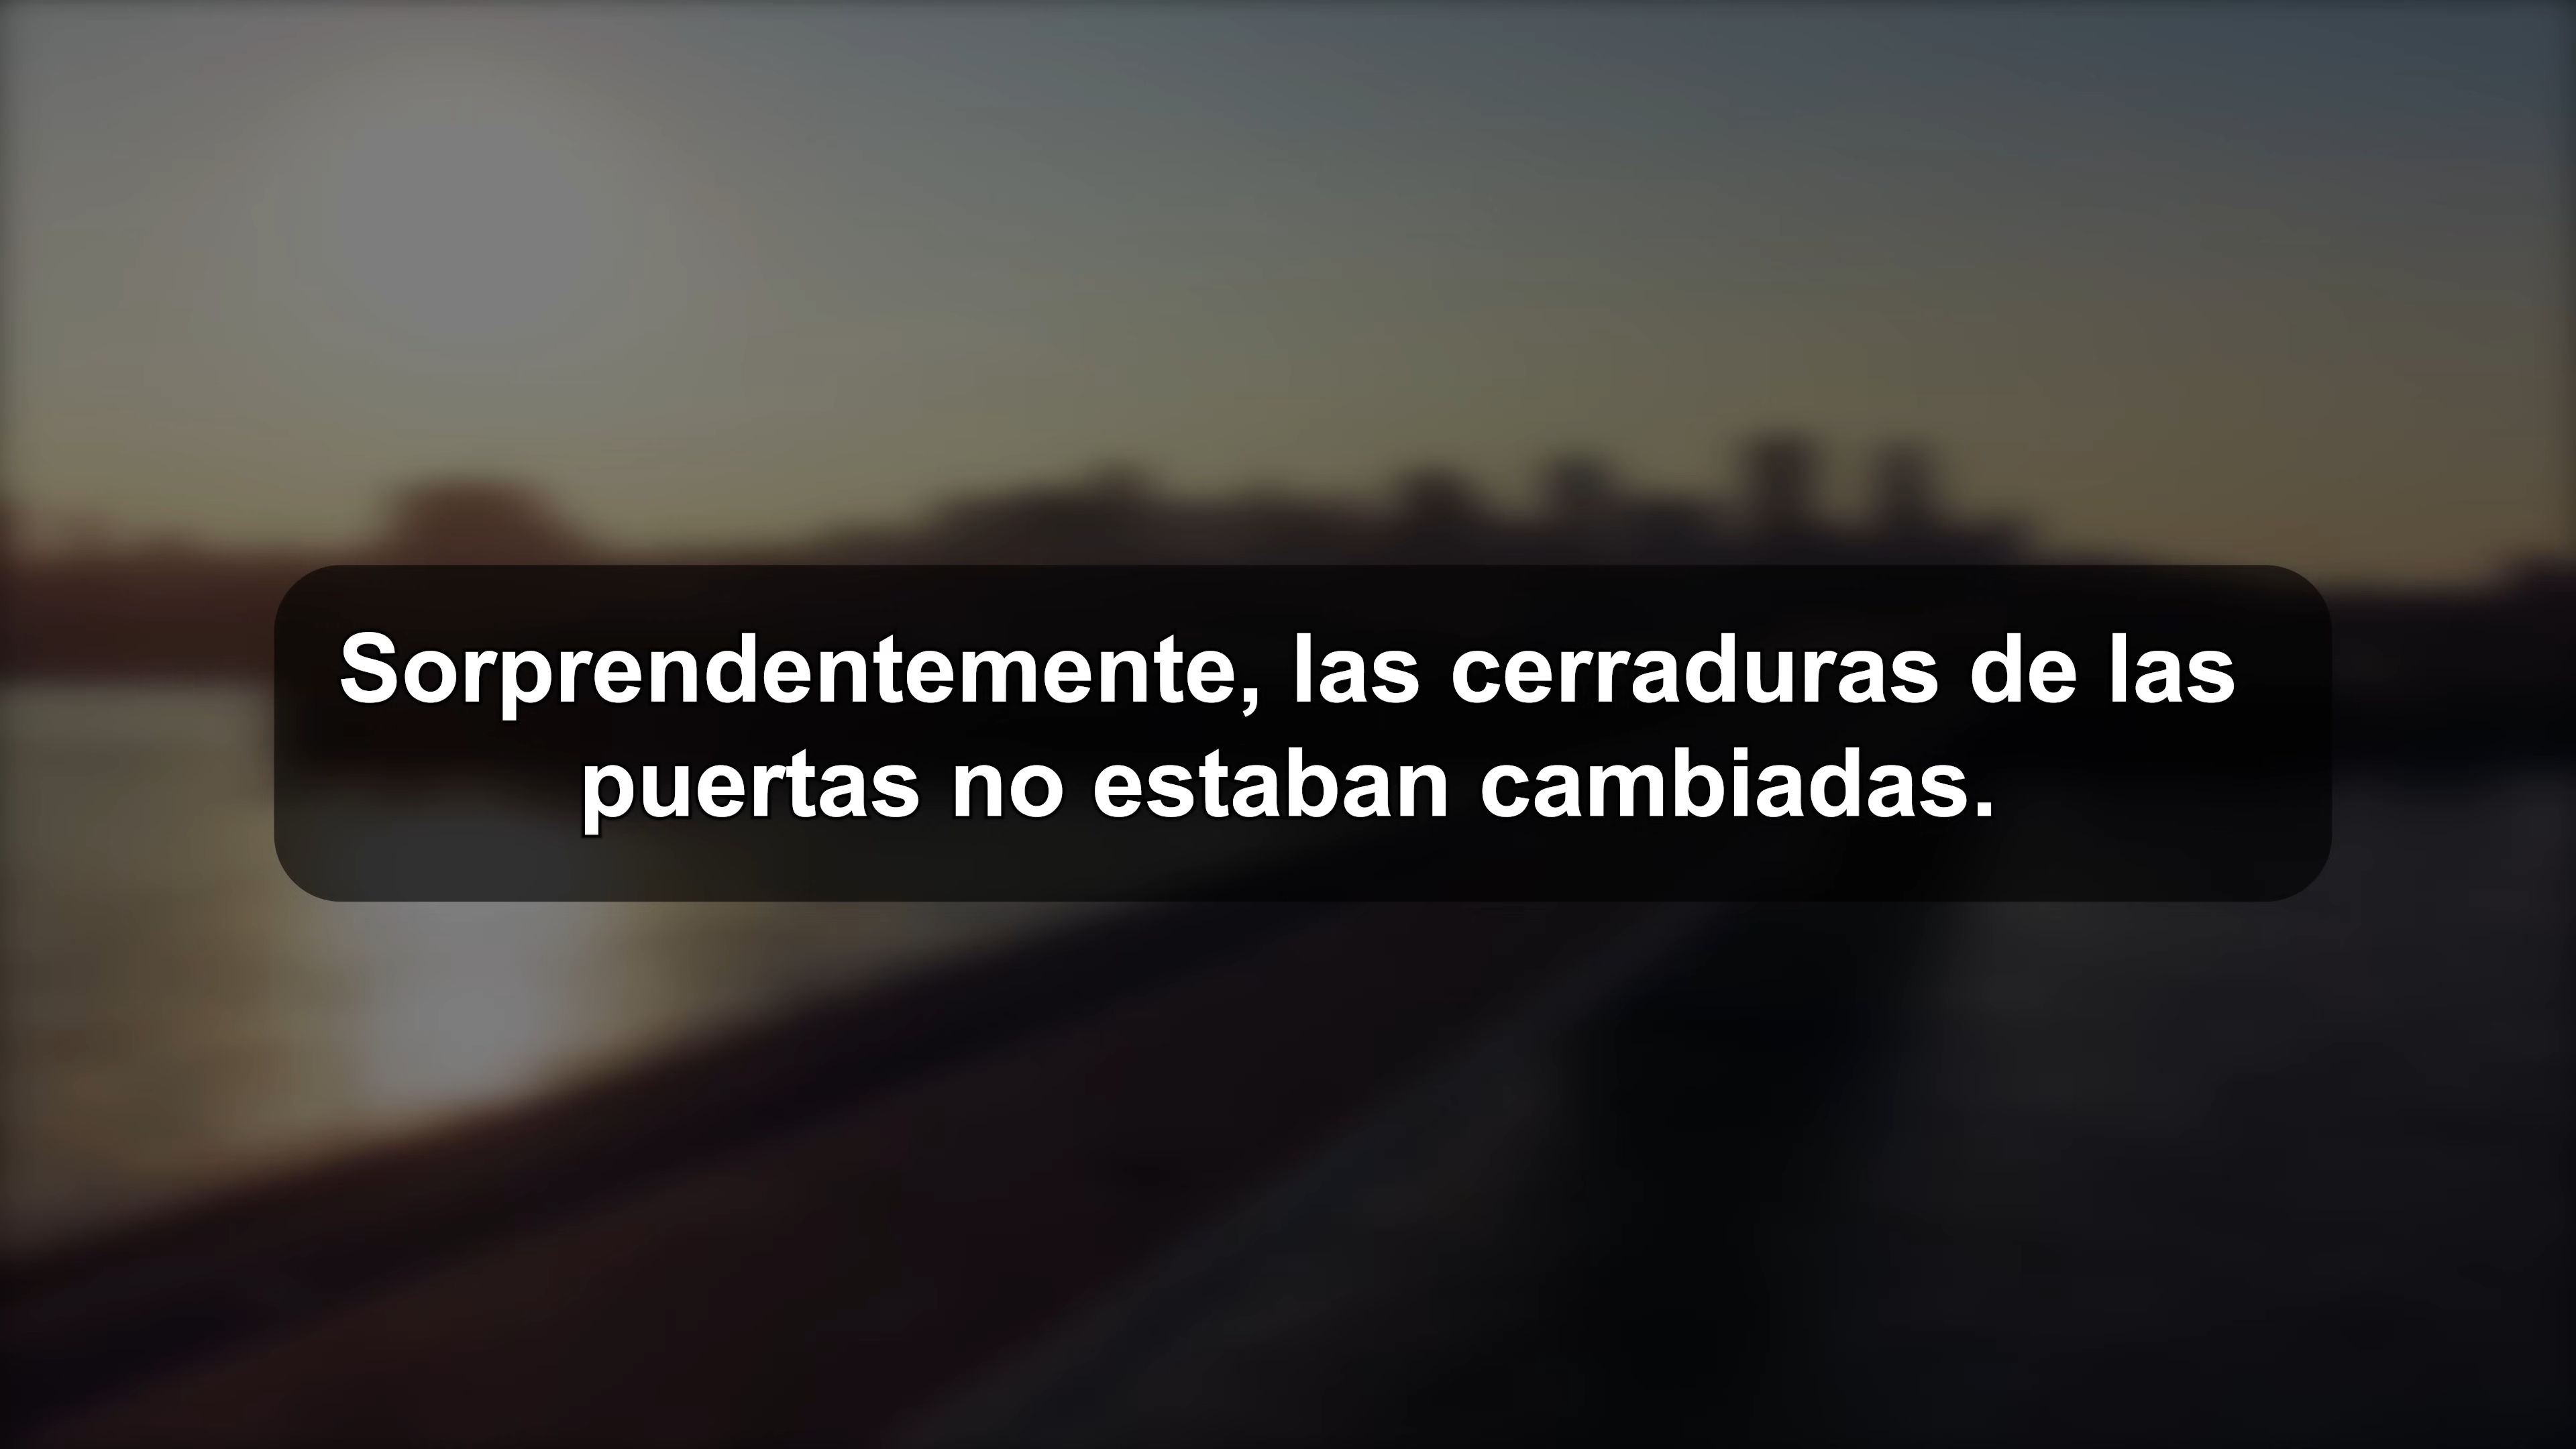 Sorprendentemente, las cerraduras de las
puertas no estaban cambiadas.